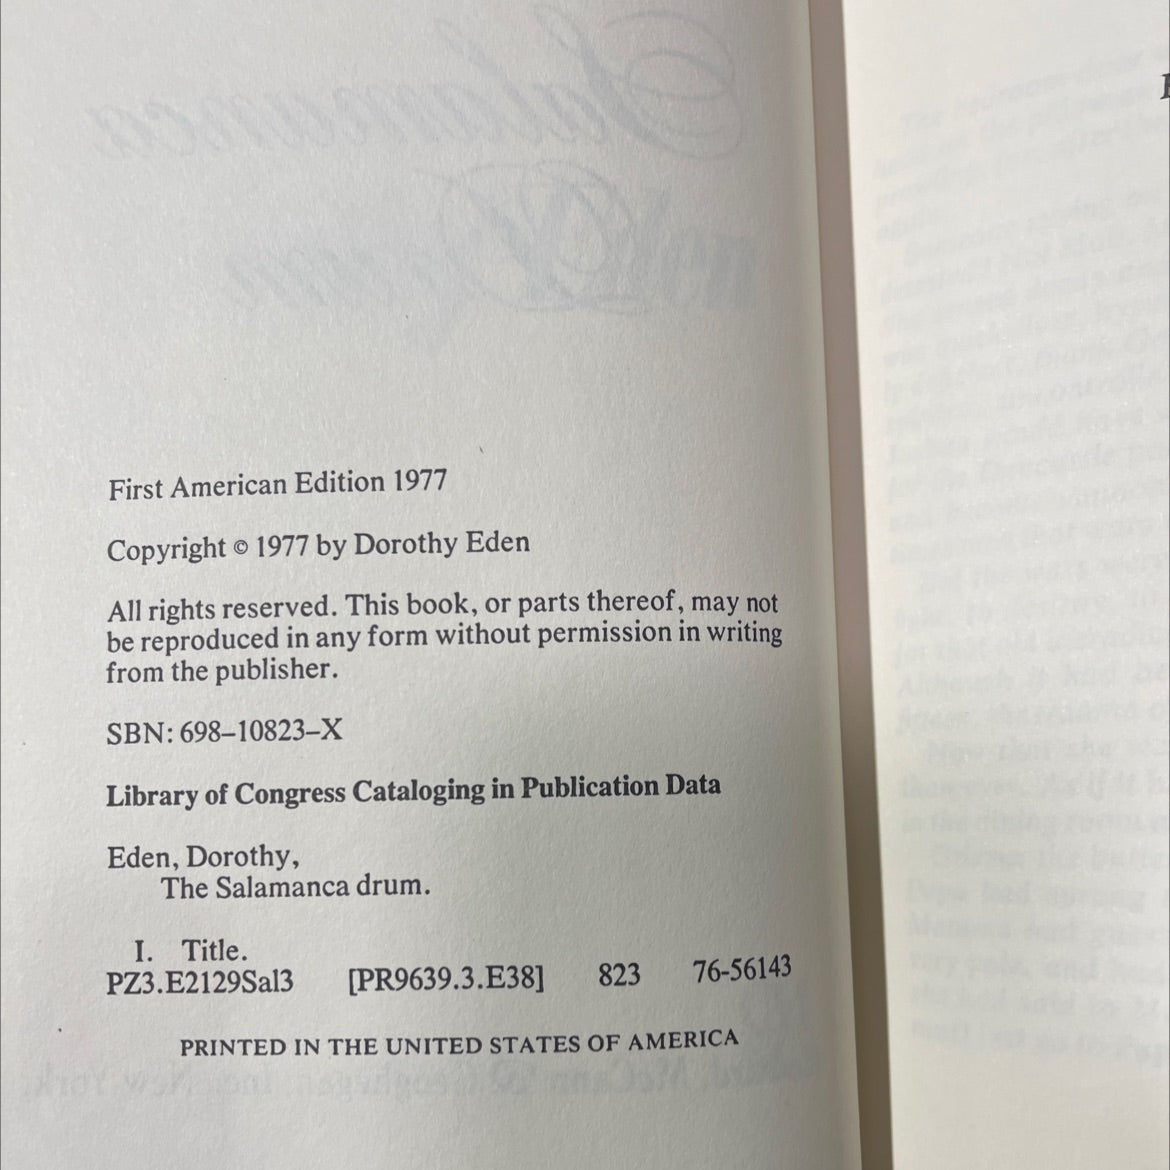 First American Edition 1977
Copyright © 1977 by Dorothy Eden
All rights reserved. This book, or parts thereof, may not
be reproduced in any form without permission in writing
from the publisher.
SBN: 698–10823–X
Library of Congress Cataloging in Publication Data
Eden, Dorothy,
The Salamanca drum.
I. Title.
PZ3.E2129Sal3 [PR9639.3.E38] 823 76-56143
PRINTED IN THE UNITED STATES OF AMERICA